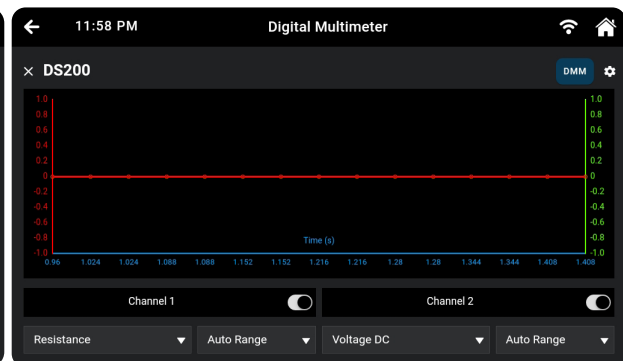 11:58 PM Digital Multimeter
× DS200 DMM
1.0 1.0
0.8 0.8
0.6 0.6
0.4 0.4
0.2 0.2
0 0
-0.2 -0.2
-0.4 -0.4
-0.6 -0.6
-0.8 Time (s) -0.8
-1.0 -1.0
0.96 1.024 1.024 1.088 1.088 1.152 1.152 1.216 1.216 1.28 1.28 1.344 1.344 1.408 1.408
Channel 1 Channel 2
Resistance Auto Range Voltage DC Auto Range